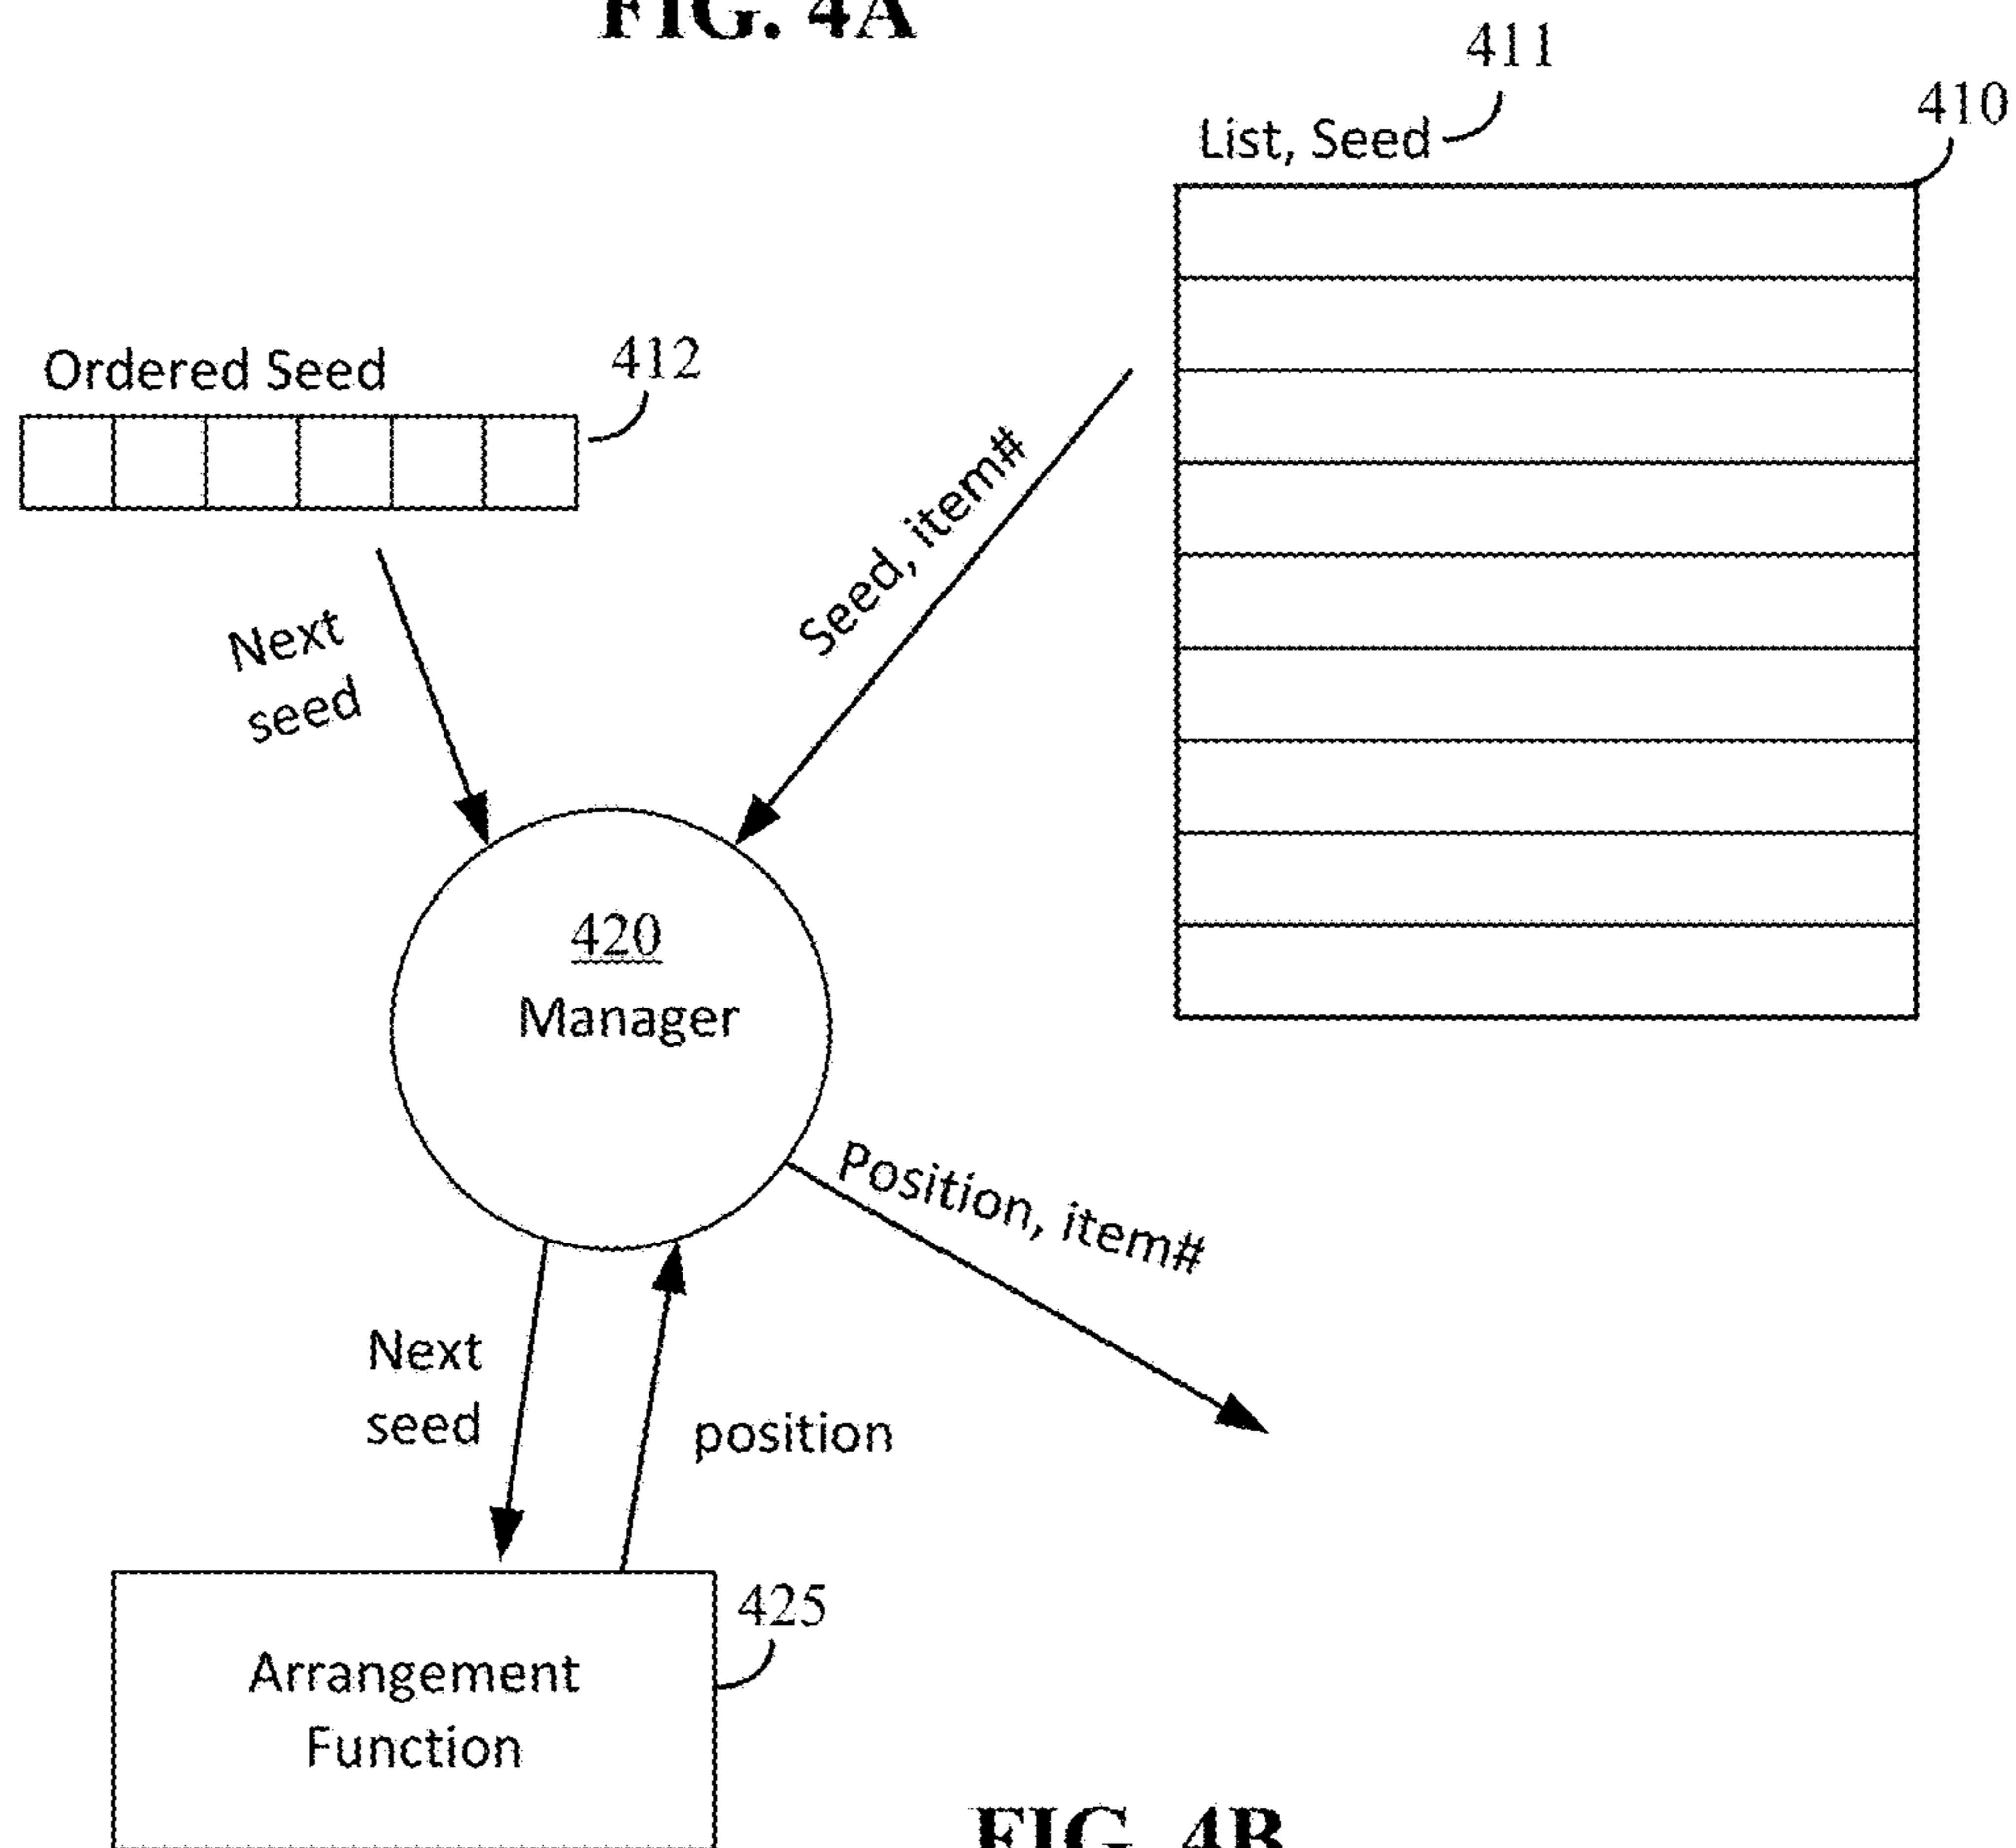 FIG. 4A
411
410
List, Seed
Ordered Seed
412
Seed, item#
Next
seed
420
Manager
Position, item#
Next
seed
position
425
Arrangement
Function
FIG. 4B